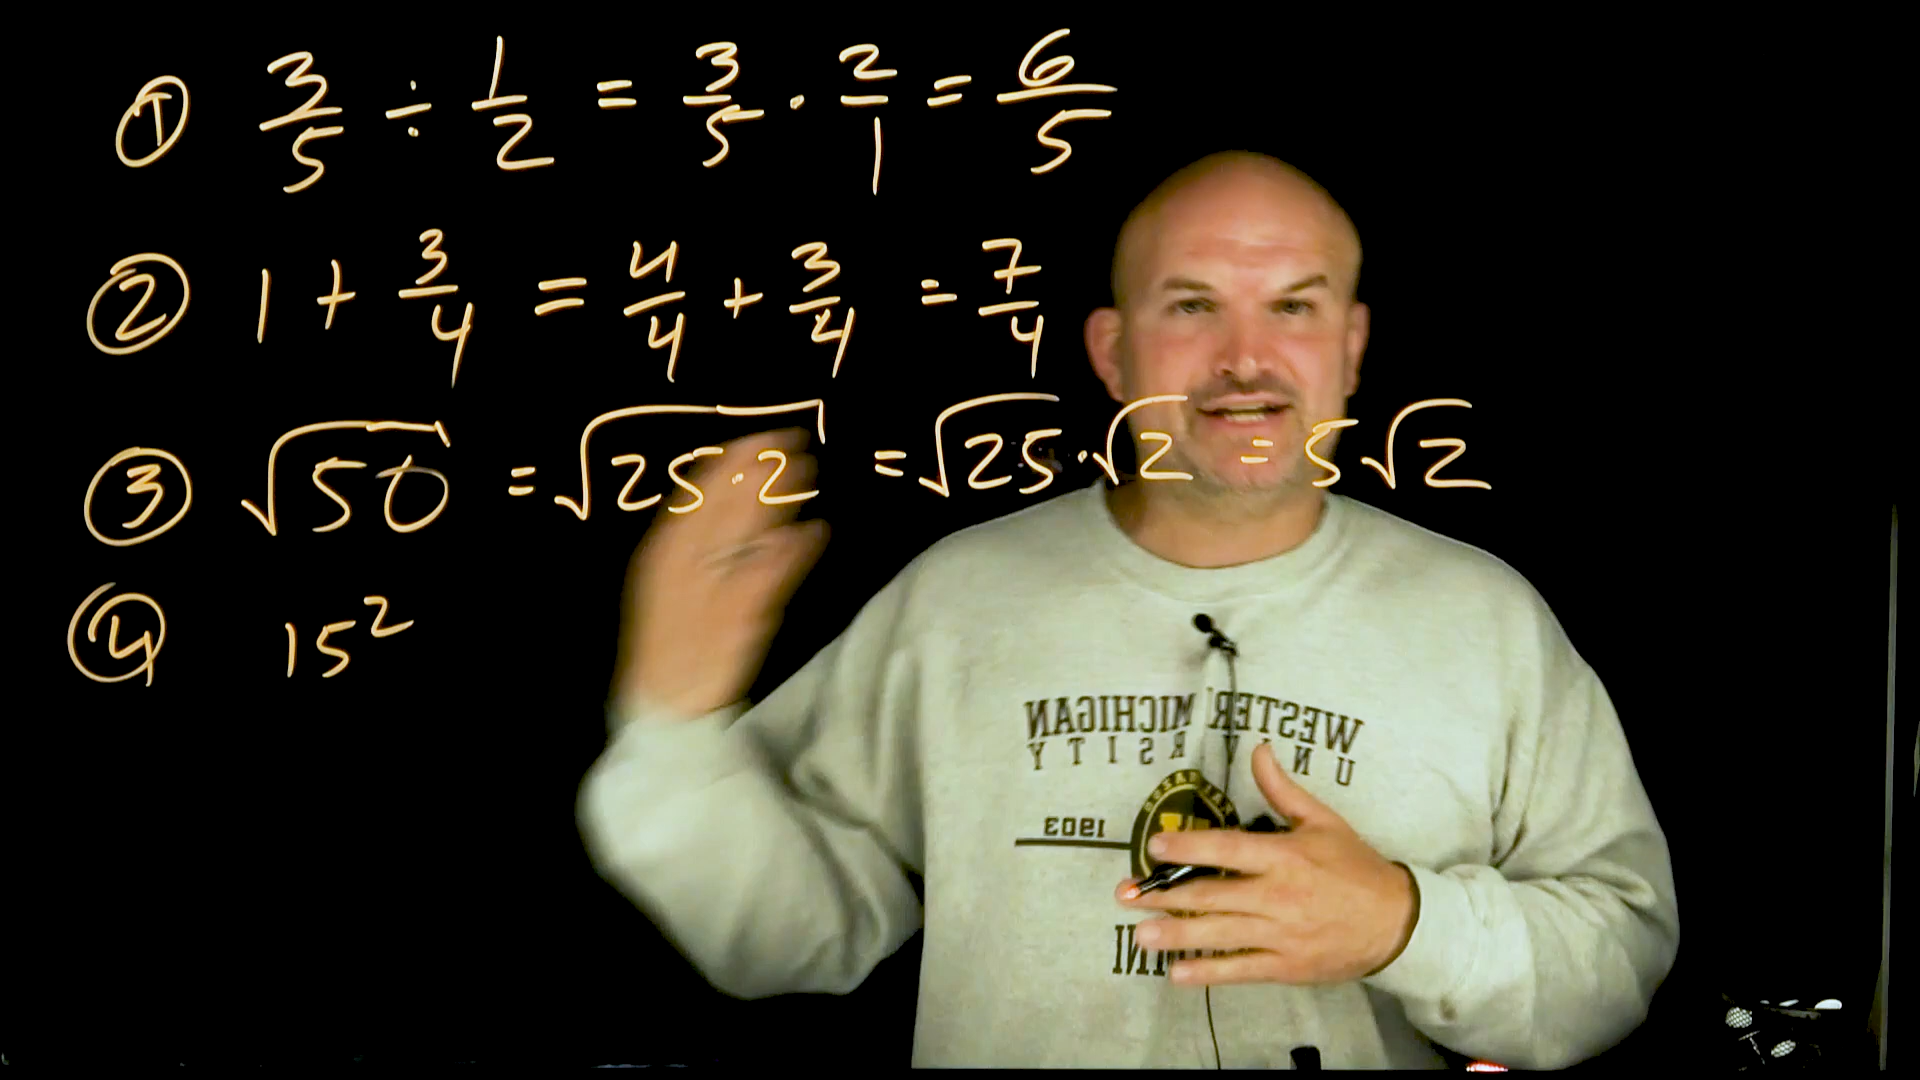 ① 3/5 ÷ 1/2 = 3/5 · 2/1 = 6/5
② 1 + 3/4 = 4/4 + 3/4 = 7/4
③ √50 = √25·2 = √25·√2 = 5√2
④ 15²
WESTERN MICHIGAN
UNIVERSITY
1903